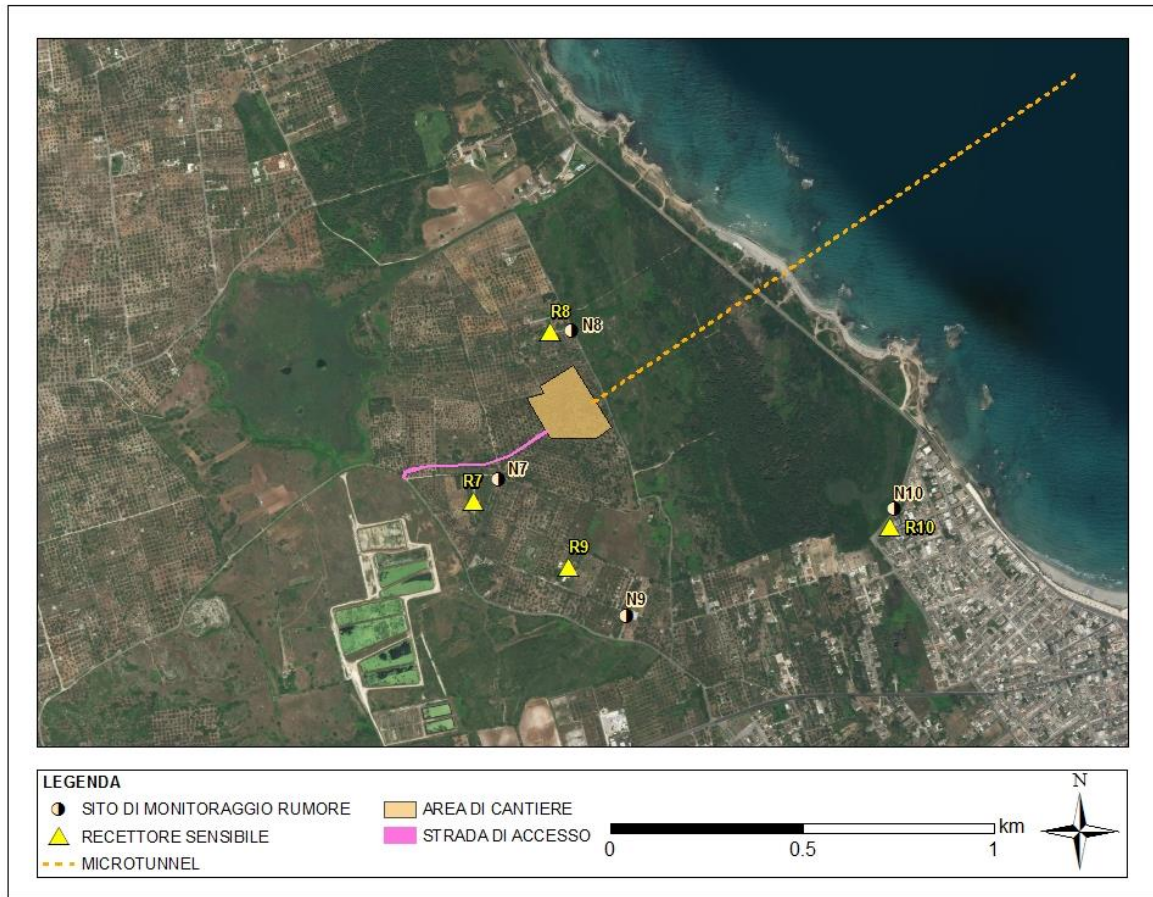 R8
N8
N7
R7
R9
N9
N10
R10
LEGENDA
SITO DI MONITORAGGIO RUMORE
RECETTORE SENSIBILE
MICROTUNNEL
AREA DI CANTIERE
STRADA DI ACCESSO
km
0 0.5 1
N